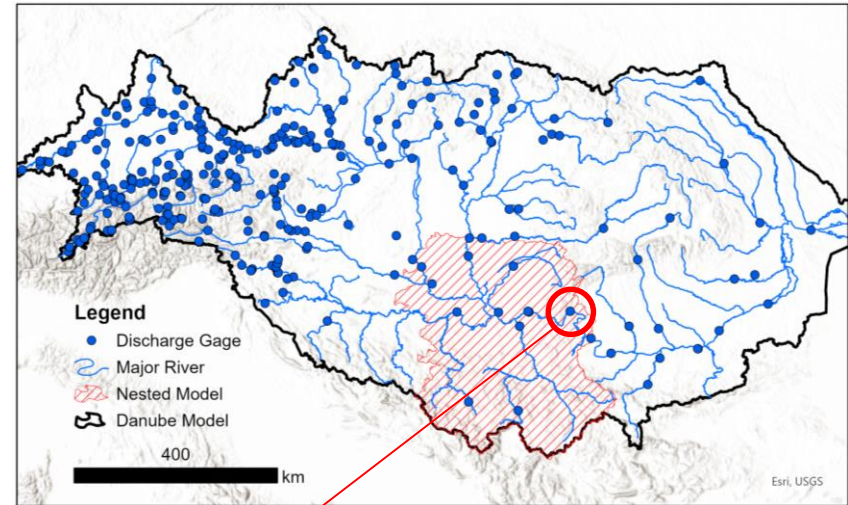 Legend
Discharge Gage
Major River
Nested Model
Danube Model
400
km
Esri, USGS